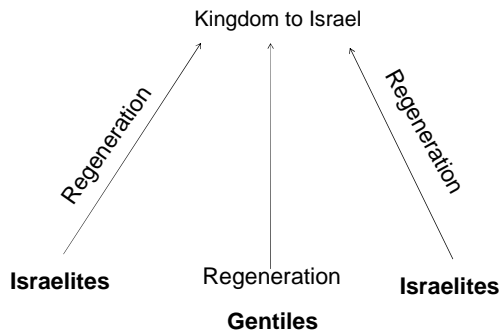 Kingdom to Israel
Regeneration
Regeneration
Israelites
Regeneration
Israelites
Gentiles